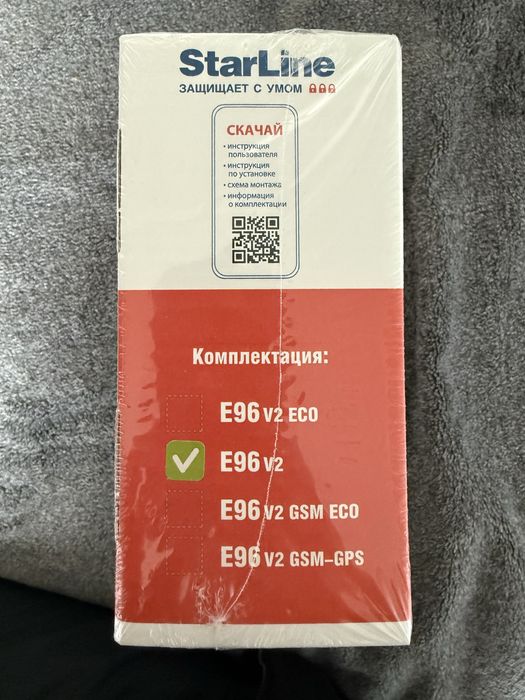 StarLine
ЗАЩИЩАЕТ С УМОМ
СКАЧАЙ
• инструкция
пользователя
• инструкция
по установке
• схема монтажа
• информация
о комплектации
Комплектация:
E96 V2 ECO
E96 V2
E96 V2 GSM ECO
E96 V2 GSM-GPS